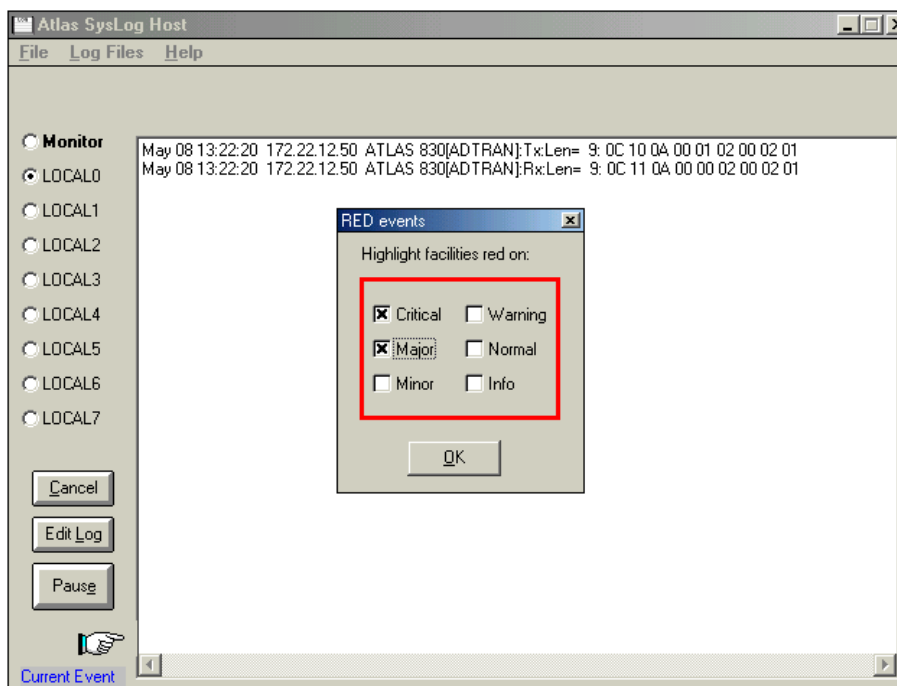 Atlas SysLog Host
File Log Files Help
Monitor
LOCAL0
LOCAL1
LOCAL2
LOCAL3
LOCAL4
LOCAL5
LOCAL6
LOCAL7
Cancel
Edit Log
Pause
Current Event
May 08 13:22:20 172.22.12.50 ATLAS 830[ADTRAN]:Tx:Len= 9: 0C 10 0A 00 01 02 00 02 01
May 08 13:22:20 172.22.12.50 ATLAS 830[ADTRAN]:Rx:Len= 9: 0C 11 0A 00 00 02 00 02 01
RED events
Highlight facilities red on:
Critical Warning
Major Normal
Minor Info
OK